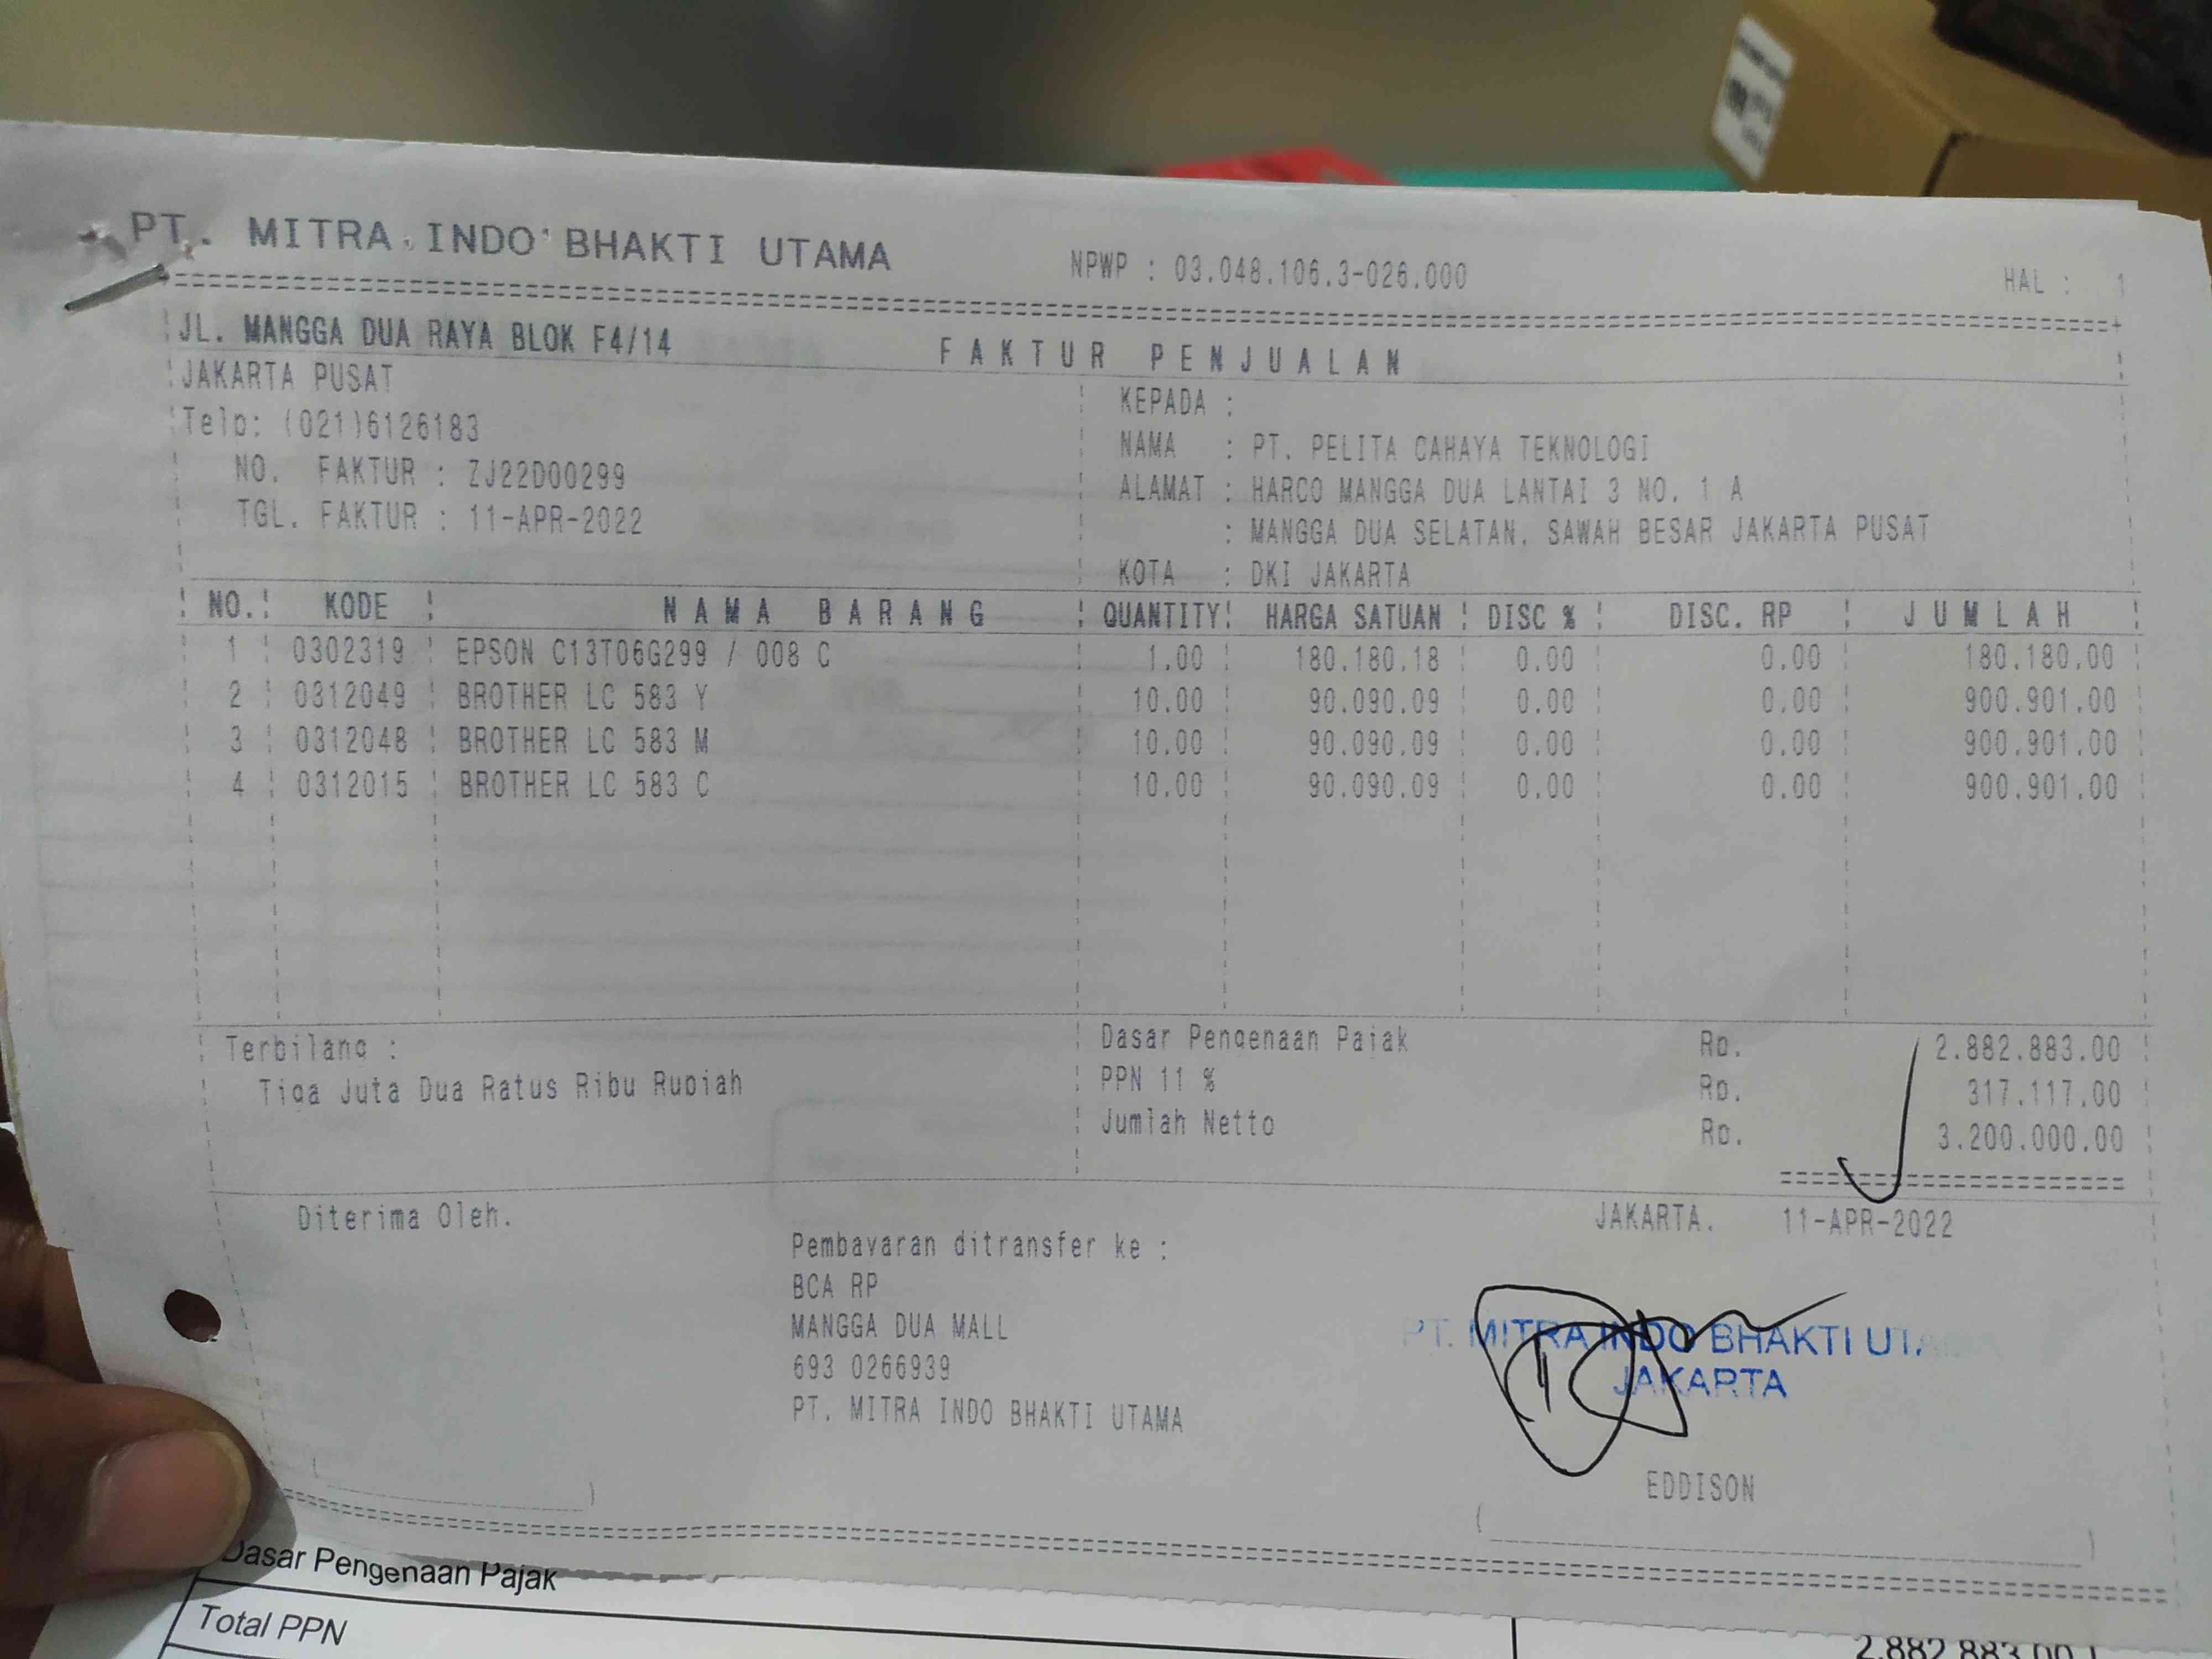 PT. MITRA INDO BHAKTI UTAMA
NPWP : 03.048.106.3-026.000 HAL : 1
JL. MANGGA DUA RAYA BLOK F4/14
FAKTUR PENJUALAN
JAKARTA PUSAT
Telp: (021)6126183
NO. FAKTUR : ZJ22D00299
TGL. FAKTUR : 11-APR-2022
KEPADA :
NAMA : PT. PELITA CAHAYA TEKNOLOGI
ALAMAT : HARCO MANGGA DUA LANTAI 3 NO. 1 A
: MANGGA DUA SELATAN. SAWAH BESAR JAKARTA PUSAT
KOTA : DKI JAKARTA
NO. KODE NAMA BARANG QUANTITY HARGA SATUAN DISC % DISC. RP JUMLAH
1 0302319 EPSON C13T06G299 / 008 C 1.00 180.180.18 0.00 0.00 180.180.00
2 0312049 BROTHER LC 583 Y 10.00 90.090.09 0.00 0.00 900.901.00
3 0312048 BROTHER LC 583 M 10.00 90.090.09 0.00 0.00 900.901.00
4 0312015 BROTHER LC 583 C 10.00 90.090.09 0.00 0.00 900.901.00
Terbilang :
Tiga Juta Dua Ratus Ribu Rupiah
Dasar Pengenaan Pajak Rp. 2.882.883.00
PPN 11 % Rp. 317.117.00
Jumlah Netto Rp. 3.200.000.00
Diterima Oleh.
JAKARTA. 11-APR-2022
Pembayaran ditransfer ke :
BCA RP
MANGGA DUA MALL
693 0266939
PT. MITRA INDO BHAKTI UTAMA
PT. MITRA INDO BHAKTI UTAMA
JAKARTA
EDDISON
Dasar Pengenaan Pajak
Total PPN
2.882.883.00